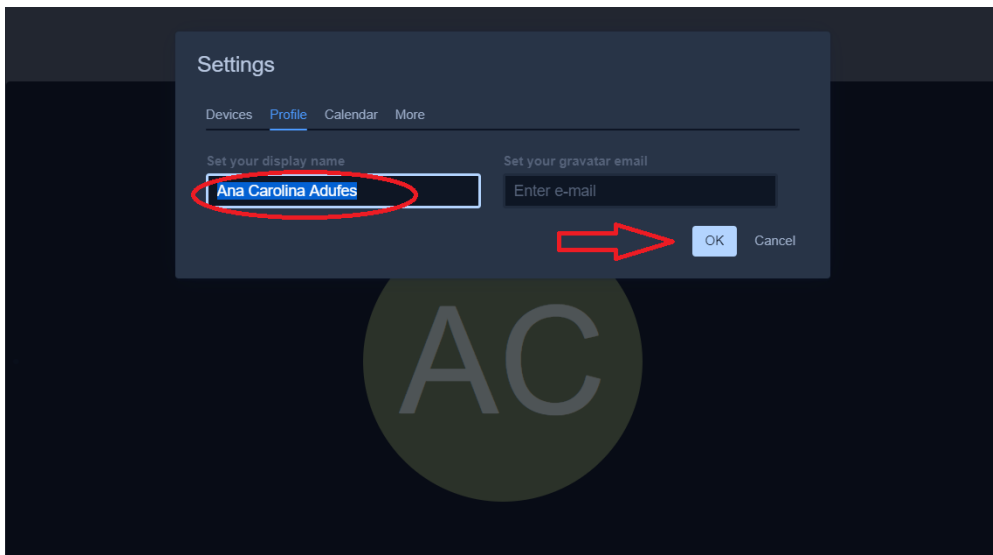 Settings
Devices Profile Calendar More
Set your display name Set your gravatar email
Ana Carolina Adufes Enter e-mail
OK Cancel
AC